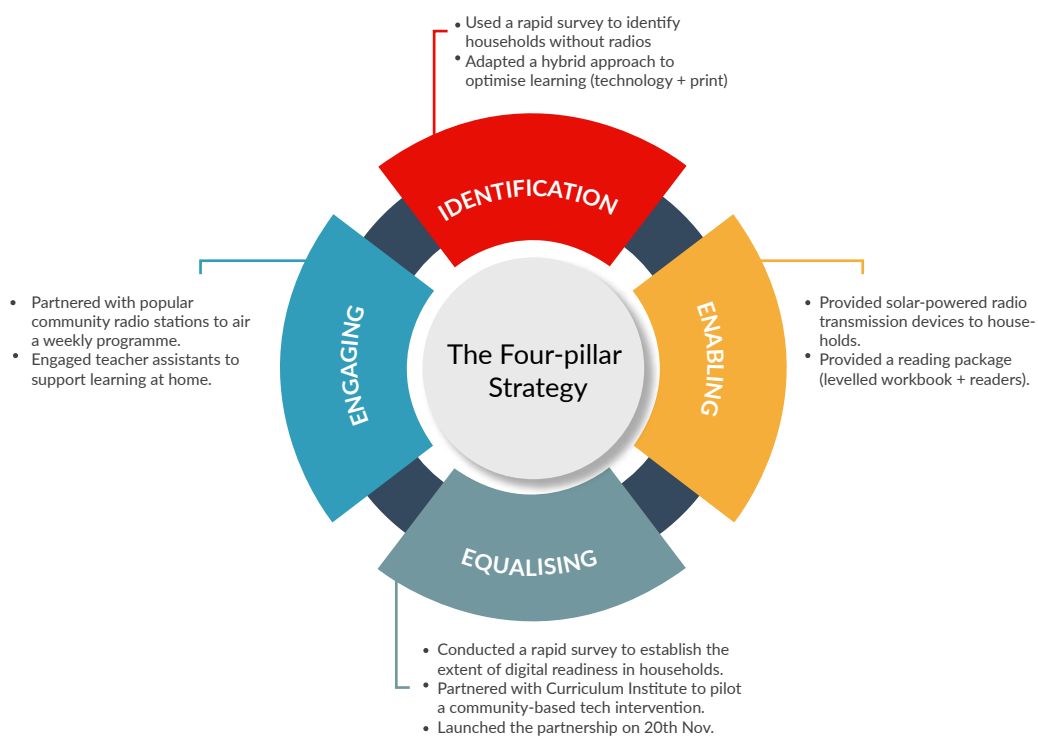 • Used a rapid survey to identify
households without radios
• Adapted a hybrid approach to
optimise learning (technology + print)
IDENTIFICATION
• Partnered with popular
community radio stations to air
a weekly programme.
• Engaged teacher assistants to
support learning at home.
ENGAGING
The Four-pillar
Strategy
ENABLING
• Provided solar-powered radio
transmission devices to house-
holds.
• Provided a reading package
(levelled workbook + readers).
EQUALISING
• Conducted a rapid survey to establish the
extent of digital readiness in households.
• Partnered with Curriculum Institute to pilot
a community-based tech intervention.
• Launched the partnership on 20th Nov.